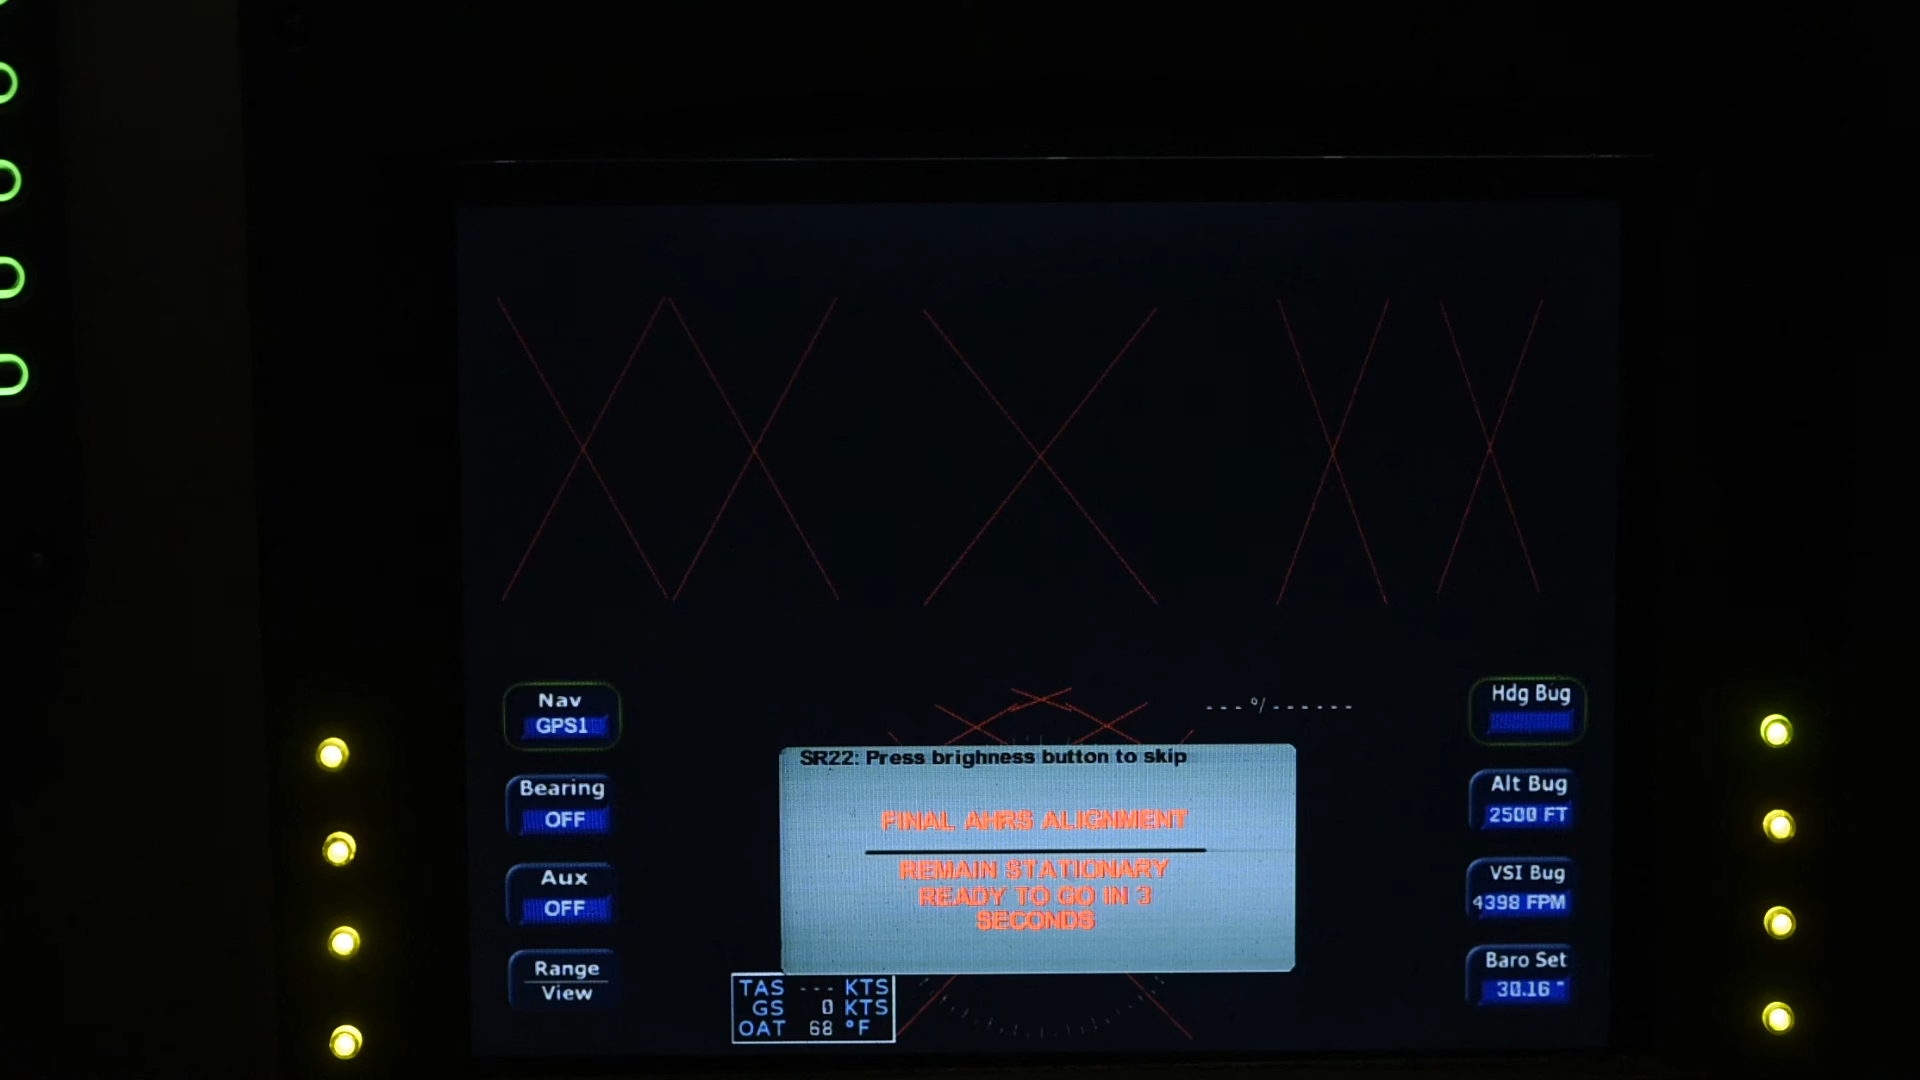 Nav
GPS1
Bearing
OFF
Aux
OFF
Range
View
---°/------
SR22: Press brighness button to skip
FINAL AHRS ALIGNMENT
REMAIN STATIONARY
READY TO GO IN 3
SECONDS
TAS --- KTS
GS 0 KTS
OAT 68 °F
Hdg Bug
Alt Bug
2500 FT
VSI Bug
4398 FPM
Baro Set
30.16 "